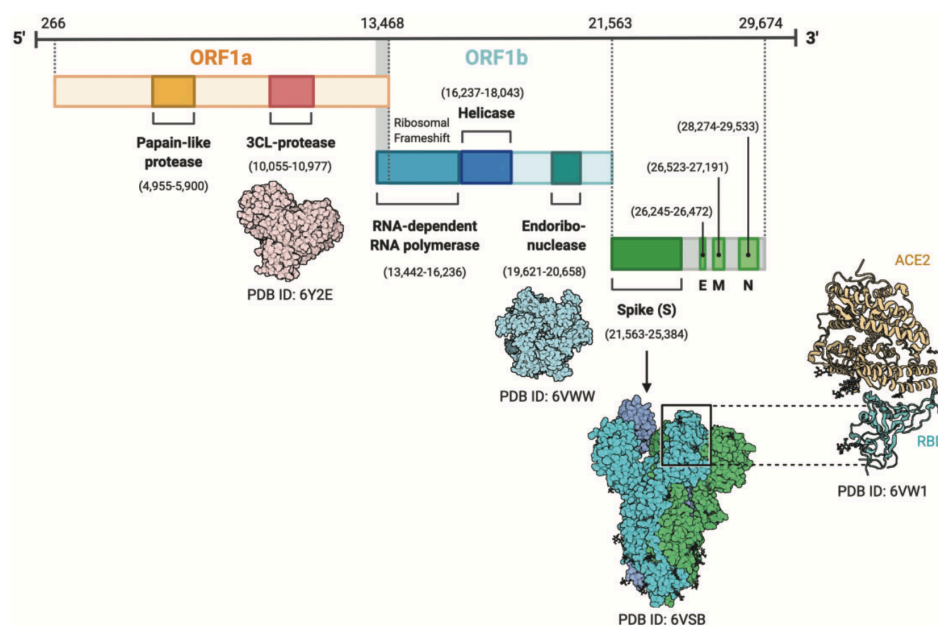 266
13,468
21,563
29,674
5'
3'
ORF1a
ORF1b
(16,237-18,043)
Helicase
Ribosomal
Frameshift
(28,274-29,533)
(26,523-27,191)
(26,245-26,472)
Papain-like
protease
(4,955-5,900)
3CL-protease
(10,055-10,977)
PDB ID: 6Y2E
RNA-dependent
RNA polymerase
(13,442-16,236)
Endoribo-
nuclease
(19,621-20,658)
PDB ID: 6VWW
E M N
Spike (S)
(21,563-25,384)
PDB ID: 6VSB
ACE2
PDB ID: 6VW1